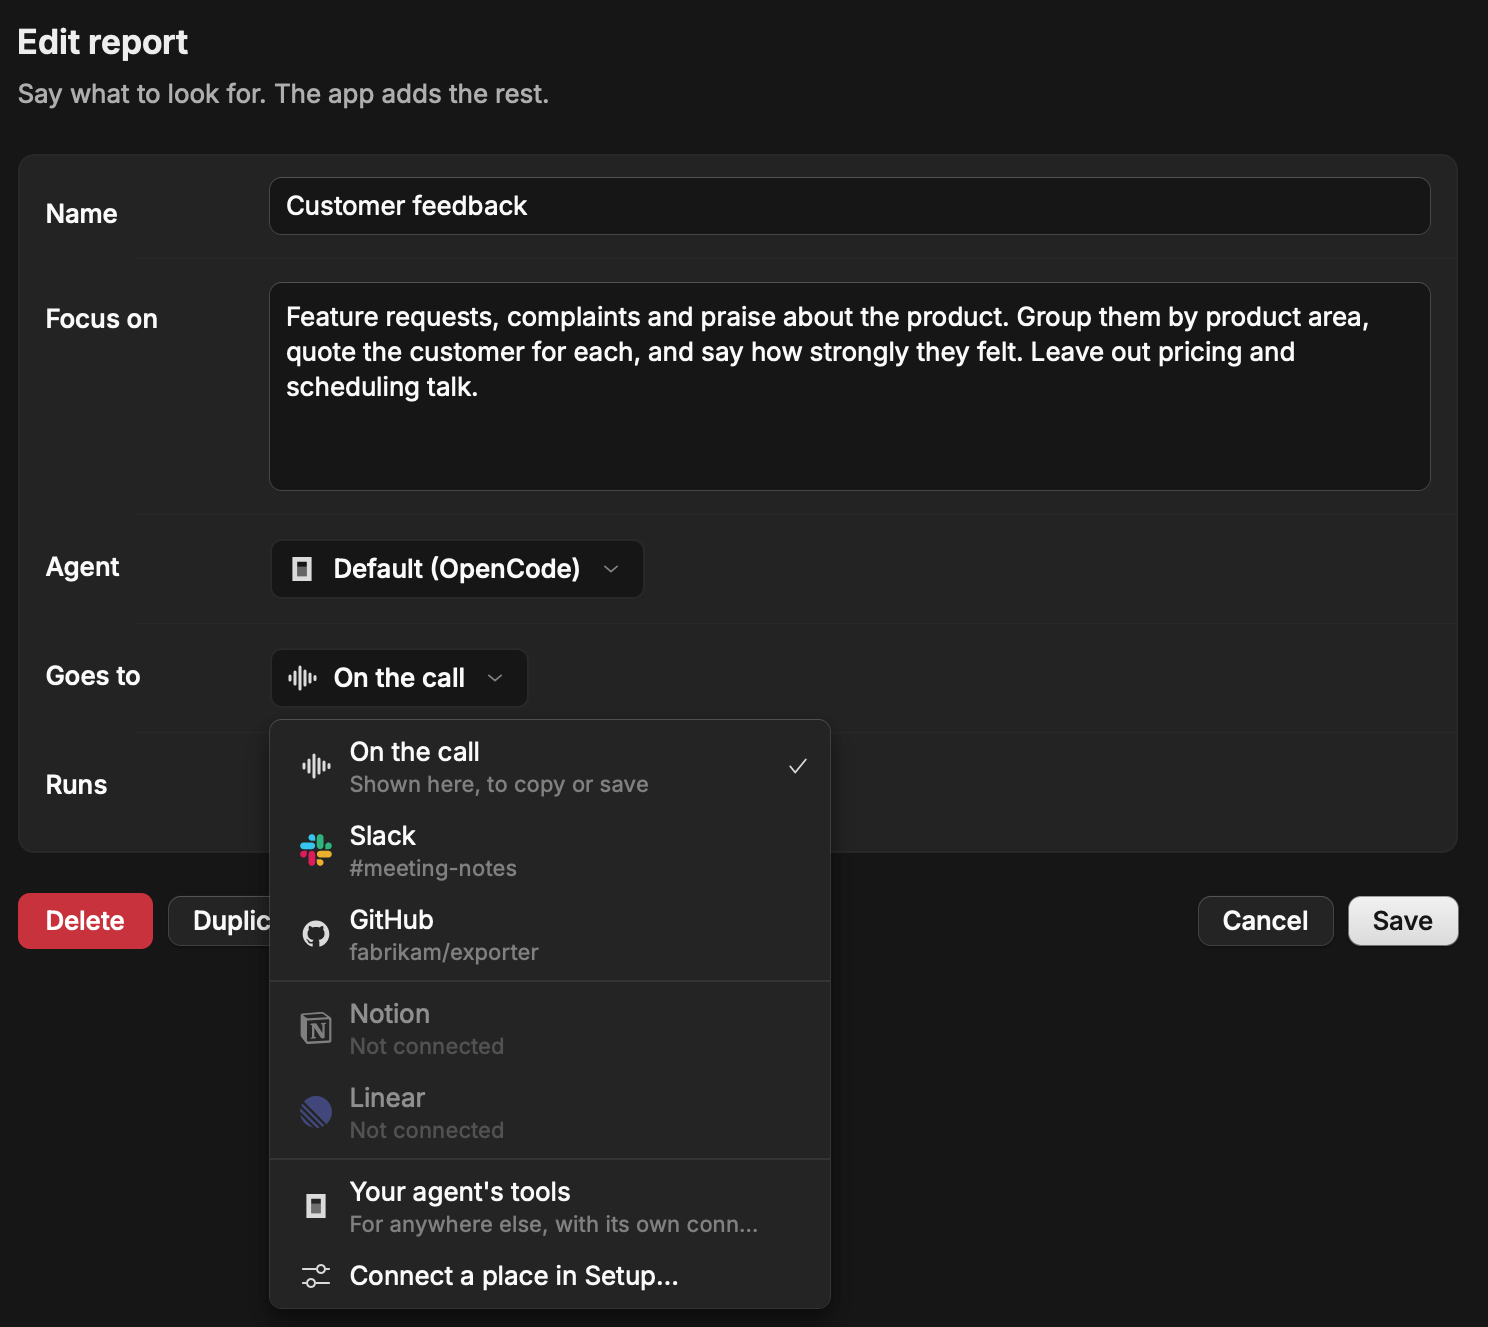 Edit report
Say what to look for. The app adds the rest.
Name
Customer feedback
Focus on
Feature requests, complaints and praise about the product. Group them by product area,
quote the customer for each, and say how strongly they felt. Leave out pricing and
scheduling talk.
Agent
Default (OpenCode)
Goes to
On the call
Runs
On the call
Shown here, to copy or save
Slack
#meeting-notes
GitHub
fabrikam/exporter
Notion
Not connected
Linear
Not connected
Your agent's tools
For anywhere else, with its own conn...
Connect a place in Setup...
Delete
Duplic
Cancel
Save